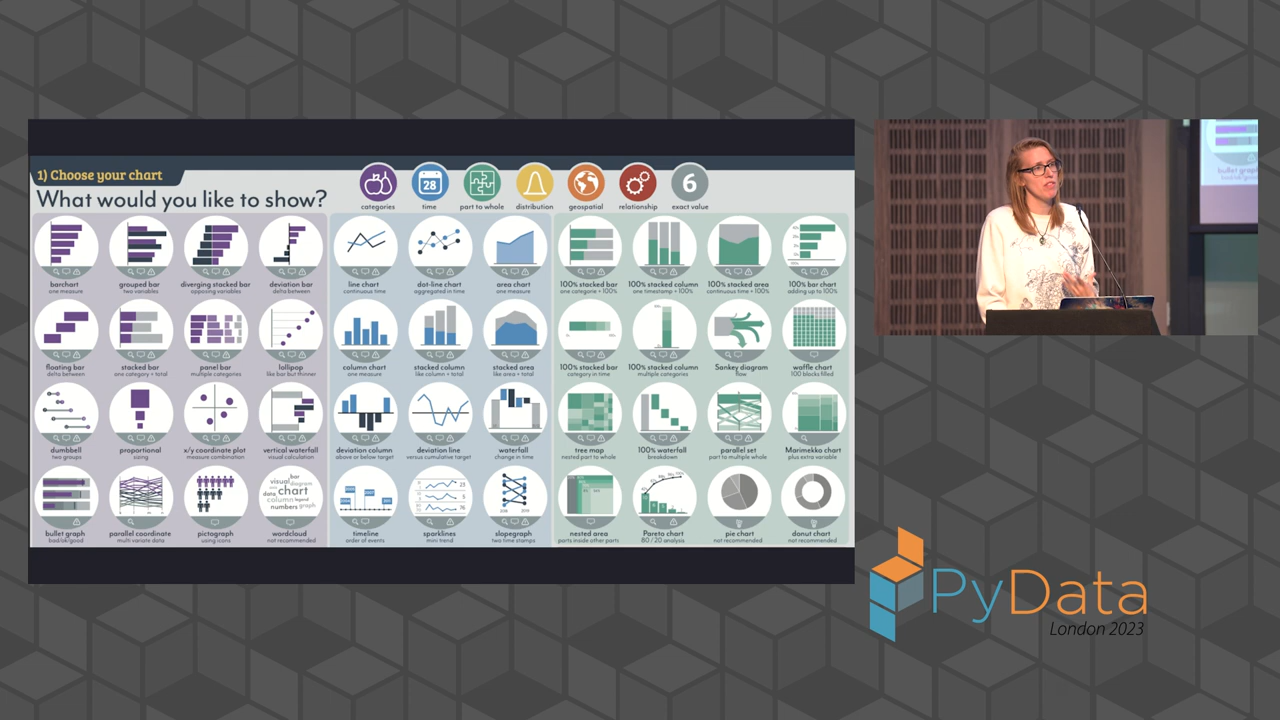 1) Choose your chart
What would you like to show?
28
6
categories
time
part to whole
distribution
geospatial
relationship
exact value
barchart
one measure
grouped bar
two variables
diverging stacked bar
opposing variables
deviation bar
delta between
line chart
continuous time
dot-line chart
aggregated in time
area chart
one measure
100% stacked bar
one categorie = 100%
100% stacked column
one timestamp = 100%
100% stacked area
continuous time = 100%
100% bar chart
adding up to 100%
floating bar
delta between
stacked bar
one category + total
panel bar
multiple categories
lollipop
like bar but thinner
column chart
one measure
stacked column
like column + total
stacked area
like area + total
100% stacked bar
category in time
100% stacked column
multiple categories
Sankey diagram
flow
waffle chart
100 blocks filled
dumbbell
two groups
proportional
sizing
x/y coordinate plot
measure combination
vertical waterfall
visual calculation
deviation column
above or below target
deviation line
versus cumulative target
waterfall
change in time
tree map
nested part to whole
100% waterfall
breakdown
parallel set
part to multiple whole
Marimekko chart
plus extra variable
visual bar
diagram
data chart
column legend
numbers graph
bullet graph
bad/ok/good
parallel coordinate
multi variate data
pictograph
using icons
wordcloud
not recommended
timeline
order of events
sparklines
mini trend
slopegraph
two time stamps
nested area
parts inside other parts
Pareto chart
80 / 20 analysis
pie chart
not recommended
donut chart
not recommended
bullet graph
PyData
London 2023